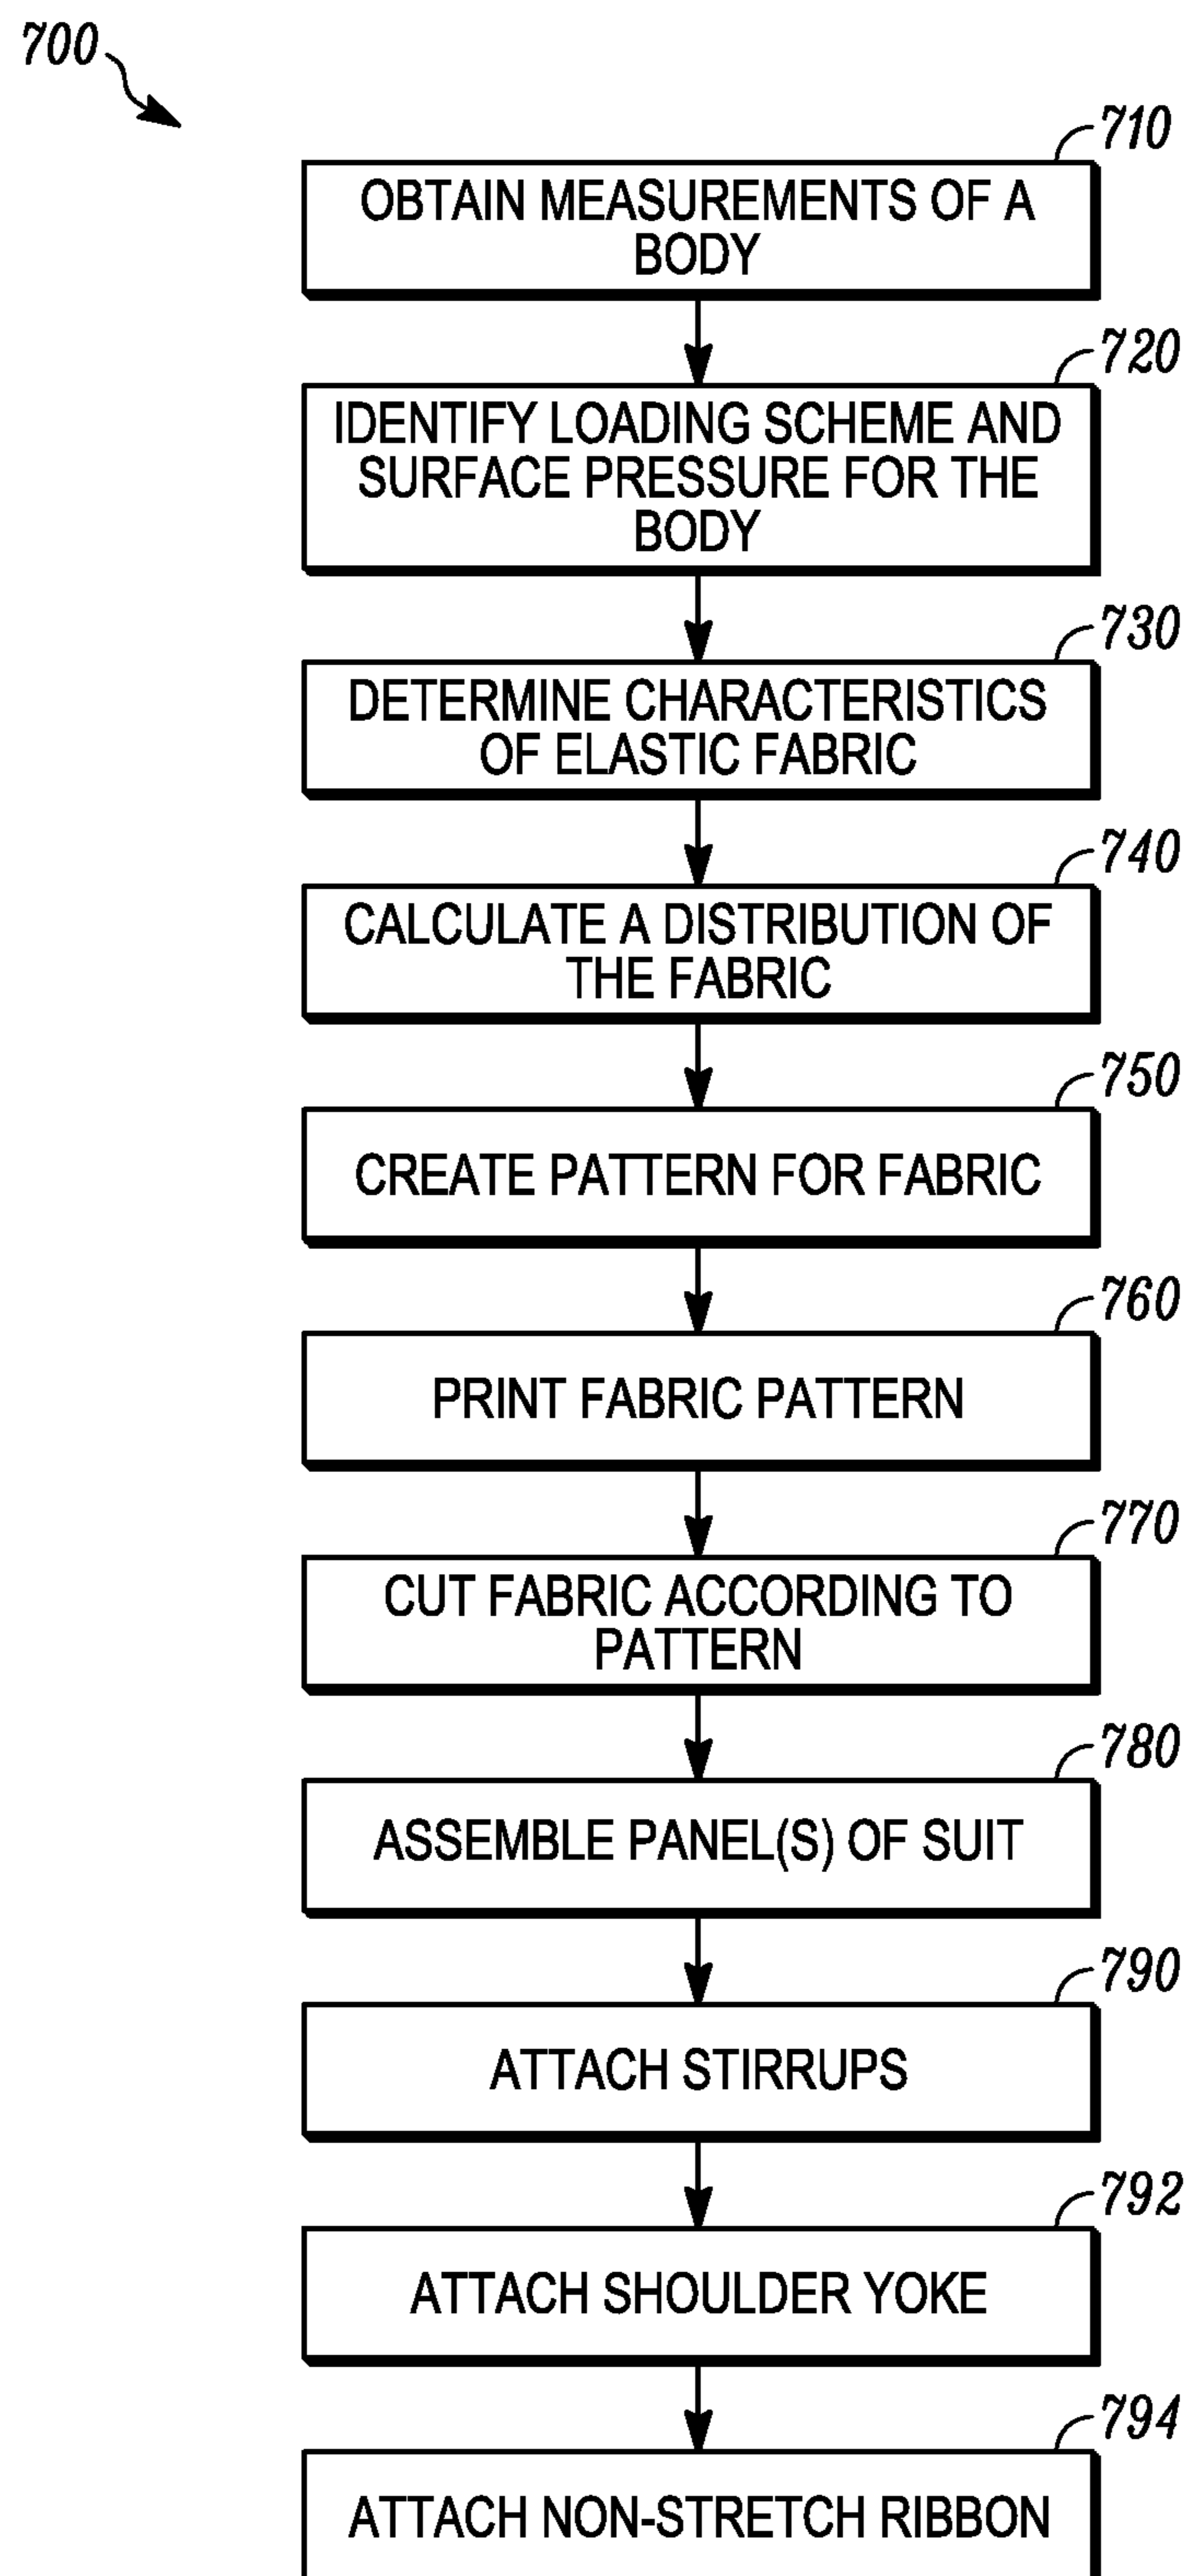 700
710
OBTAIN MEASUREMENTS OF A
BODY
720
IDENTIFY LOADING SCHEME AND
SURFACE PRESSURE FOR THE
BODY
730
DETERMINE CHARACTERISTICS
OF ELASTIC FABRIC
740
CALCULATE A DISTRIBUTION OF
THE FABRIC
750
CREATE PATTERN FOR FABRIC
760
PRINT FABRIC PATTERN
770
CUT FABRIC ACCORDING TO
PATTERN
780
ASSEMBLE PANEL(S) OF SUIT
790
ATTACH STIRRUPS
792
ATTACH SHOULDER YOKE
794
ATTACH NON-STRETCH RIBBON